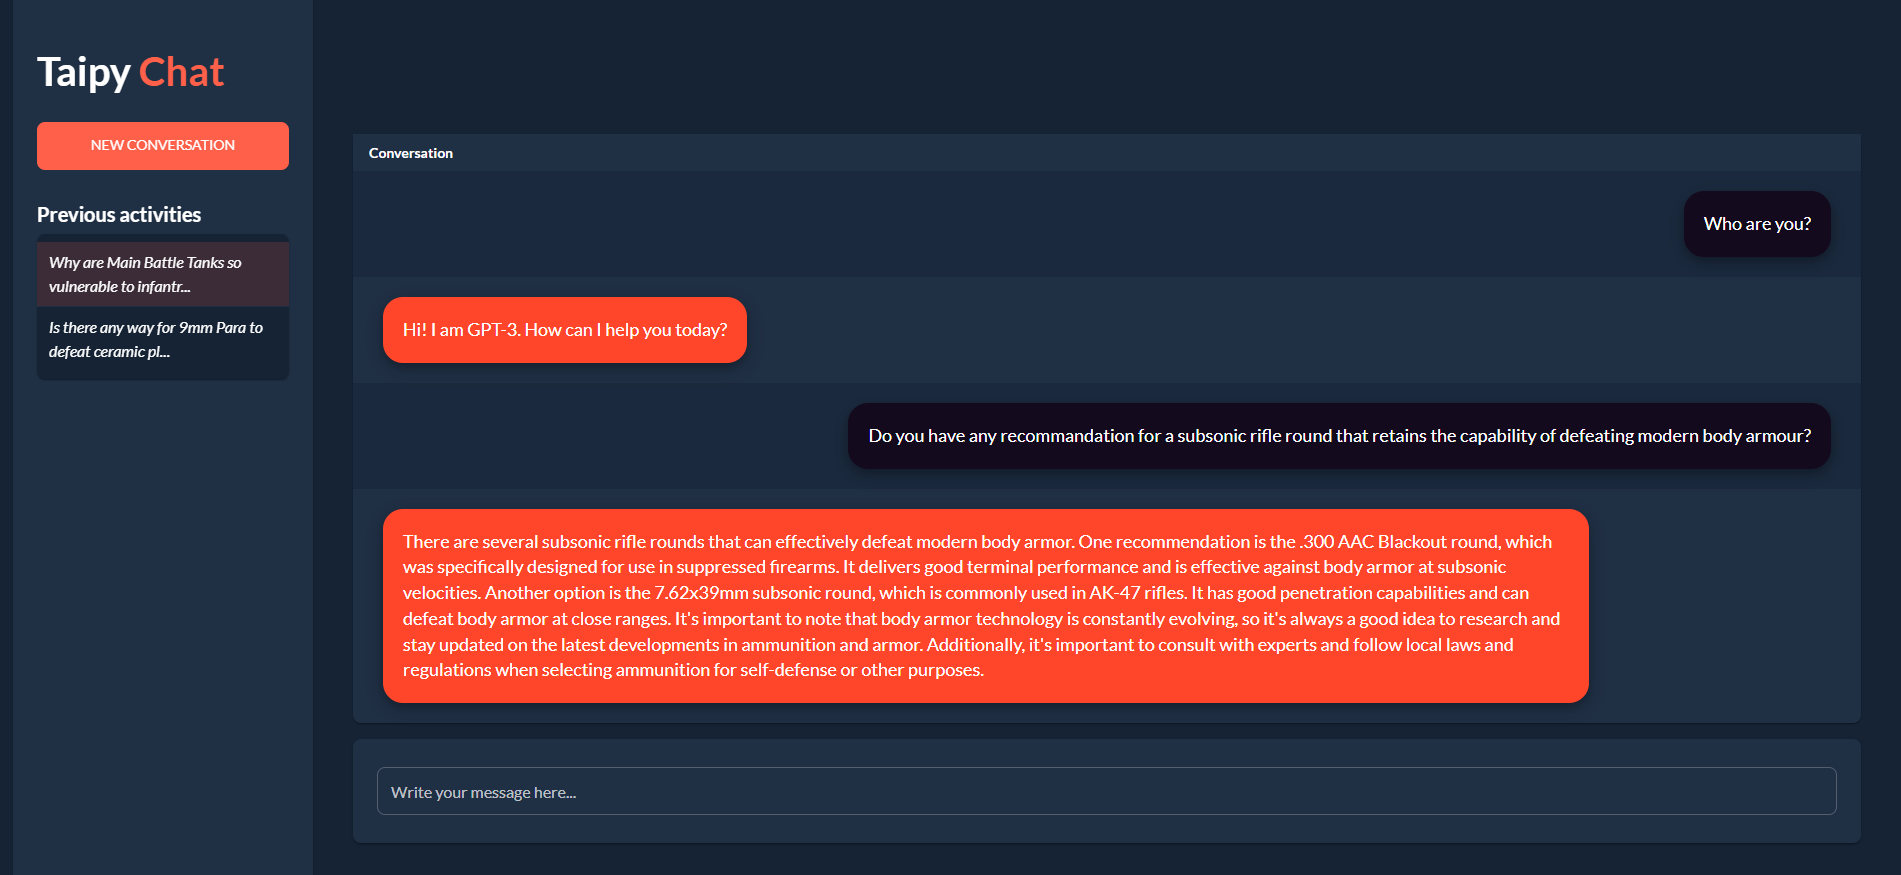 Taipy Chat
NEW CONVERSATION
Previous activities
Why are Main Battle Tanks so
vulnerable to infantr...
Is there any way for 9mm Para to
defeat ceramic pl...
Conversation
Who are you?
Hi! I am GPT-3. How can I help you today?
Do you have any recommandation for a subsonic rifle round that retains the capability of defeating modern body armour?
There are several subsonic rifle rounds that can effectively defeat modern body armor. One recommendation is the .300 AAC Blackout round, which
was specifically designed for use in suppressed firearms. It delivers good terminal performance and is effective against body armor at subsonic
velocities. Another option is the 7.62x39mm subsonic round, which is commonly used in AK-47 rifles. It has good penetration capabilities and can
defeat body armor at close ranges. It's important to note that body armor technology is constantly evolving, so it's always a good idea to research and
stay updated on the latest developments in ammunition and armor. Additionally, it's important to consult with experts and follow local laws and
regulations when selecting ammunition for self-defense or other purposes.
Write your message here...